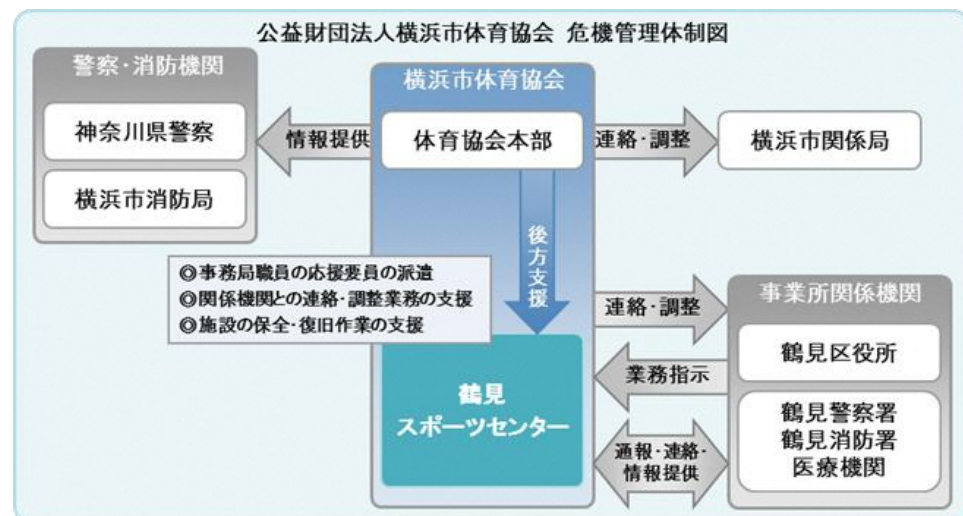 公益財団法人横浜市体育協会 危機管理体制図
警察・消防機関
神奈川県警察
横浜市消防局
情報提供
横浜市体育協会
体育協会本部
連絡・調整
横浜市関係局
後方支援
◎事務局職員の応援要員の派遣
◎関係機関との連絡・調整業務の支援
◎施設の保全・復旧作業の支援
鶴見
スポーツセンター
連絡・調整
業務指示
通報・連絡・
情報提供
事業所関係機関
鶴見区役所
鶴見警察署
鶴見消防署
医療機関